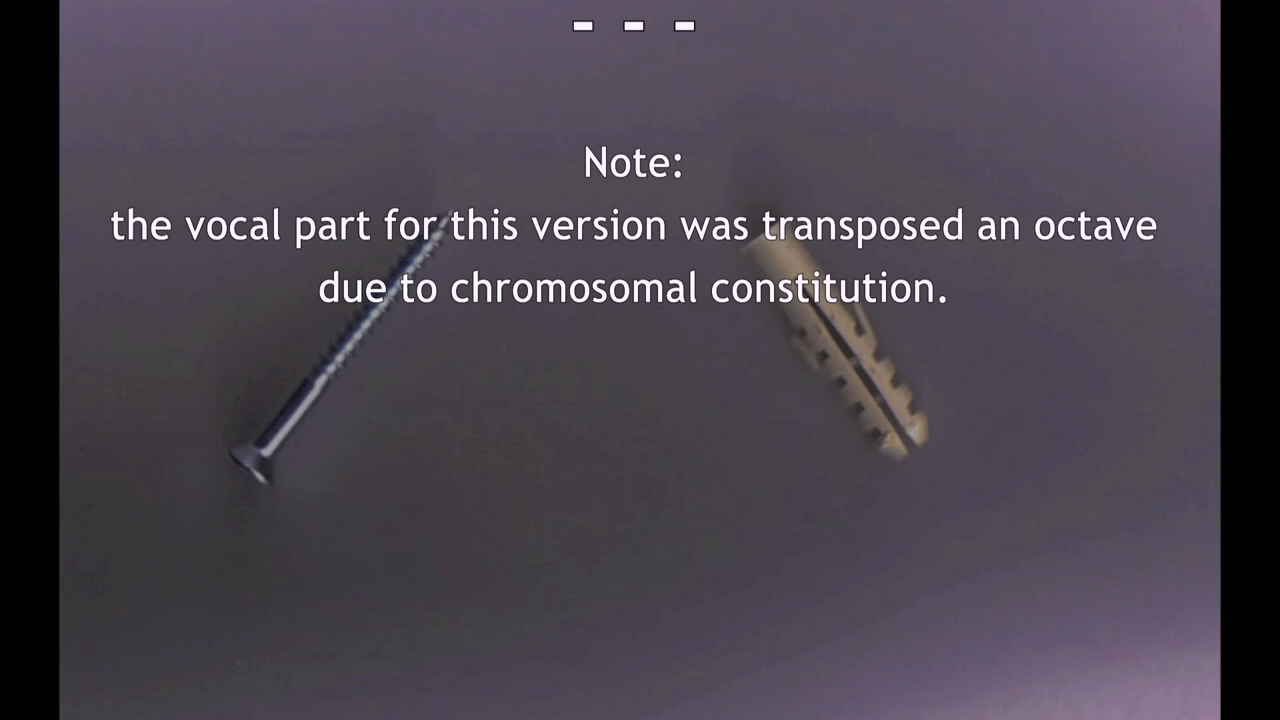 - - -
Note:
the vocal part for this version was transposed an octave
due to chromosomal constitution.